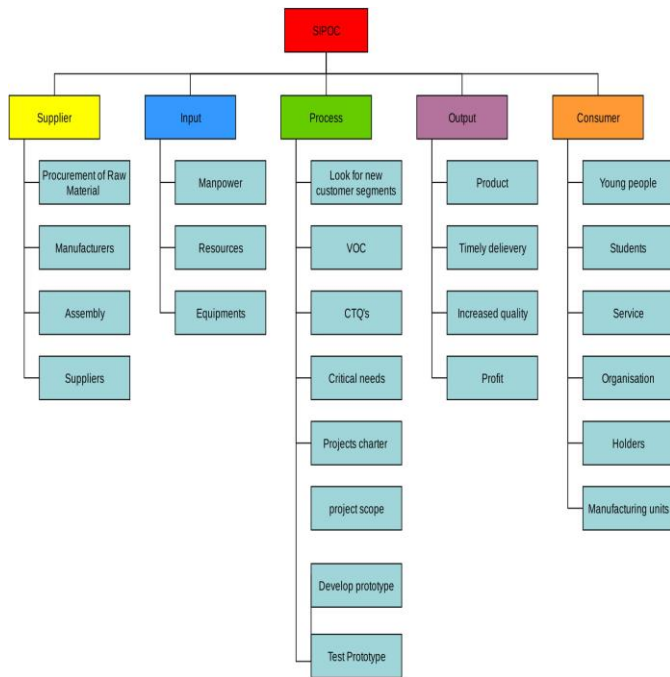 SIPOC
Supplier
Input
Process
Output
Consumer
Procurement of Raw
Material
Manufacturers
Assembly
Suppliers
Manpower
Resources
Equipments
Look for new
customer segments
VOC
CTQ's
Critical needs
Projects charter
project scope
Develop prototype
Test Prototype
Product
Timely delievery
Increased quality
Profit
Young people
Students
Service
Organisation
Holders
Manufacturing units